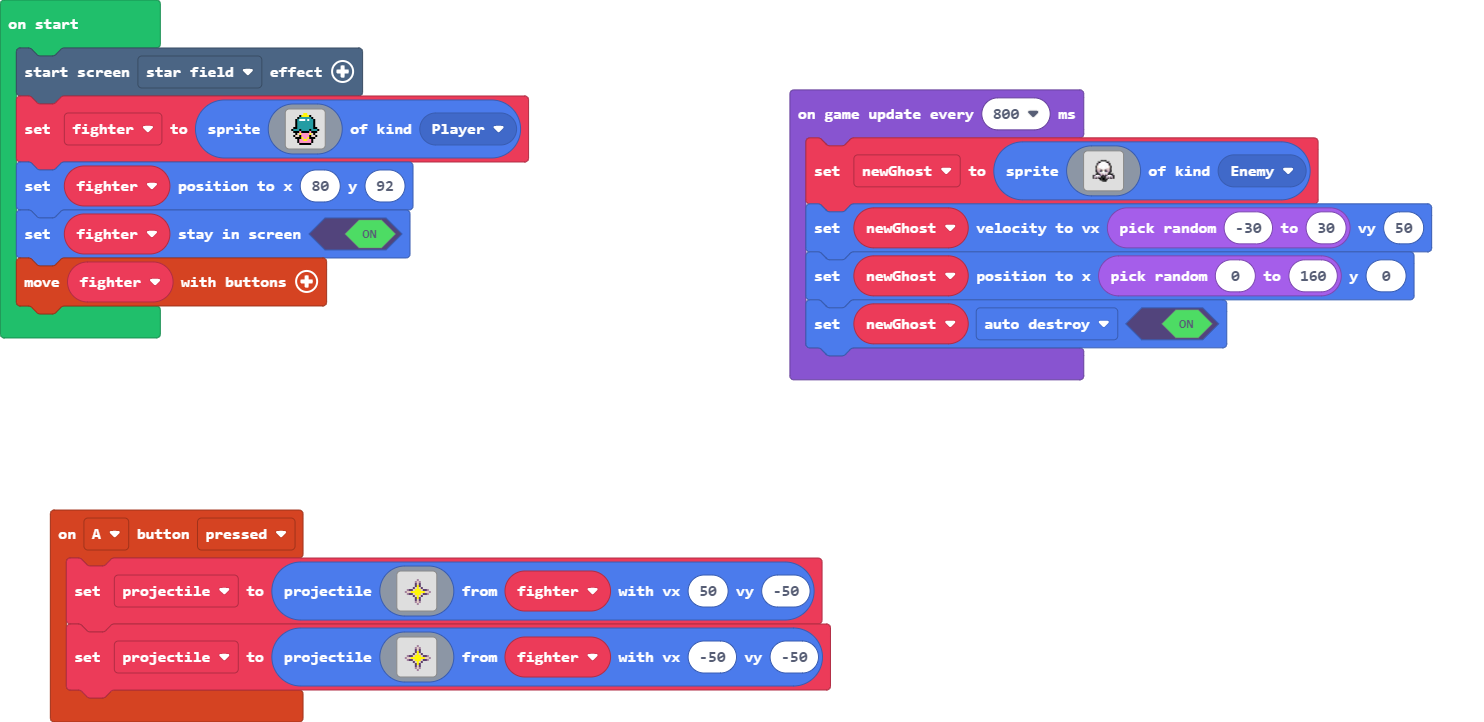 on start
start screen star field effect
set fighter to sprite of kind Player
set fighter position to x 80 y 92
set fighter stay in screen ON
move fighter with buttons
on game update every 800 ms
set newGhost to sprite of kind Enemy
set newGhost velocity to vx pick random -30 to 30 vy 50
set newGhost position to x pick random 0 to 160 y 0
set newGhost auto destroy ON
on A button pressed
set projectile to projectile from fighter with vx 50 vy -50
set projectile to projectile from fighter with vx -50 vy -50